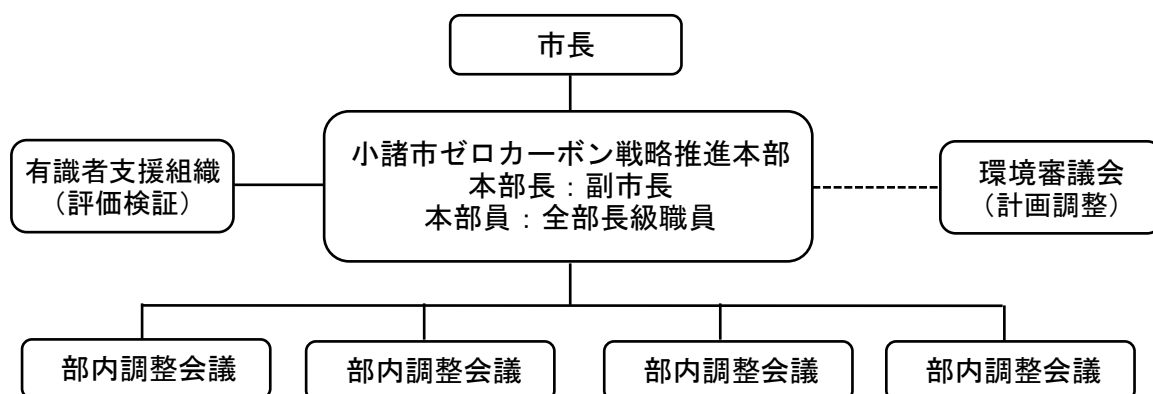 市長
小諸市ゼロカーボン戦略推進本部
本部長：副市長
本部員：全部長級職員
有識者支援組織
（評価検証）
環境審議会
（計画調整）
部内調整会議
部内調整会議
部内調整会議
部内調整会議